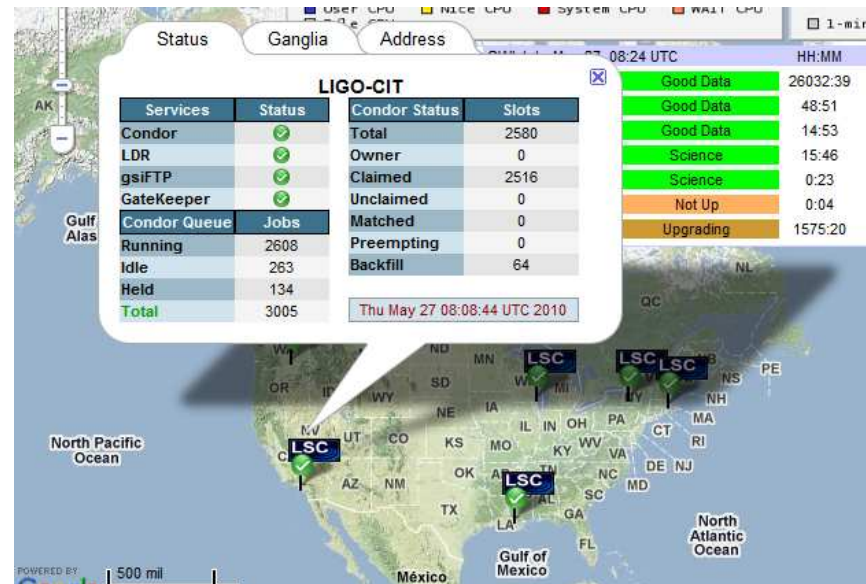 User CPU Nice CPU System CPU WAIT CPU
1-min
Status Ganglia Address
08:24 UTC HH:MM
LIGO-CIT
Services Status
Condor
LDR
gsiFTP
GateKeeper
Condor Queue Jobs
Running 2608
Idle 263
Held 134
Total 3005
Condor Status Slots
Total 2580
Owner 0
Claimed 2516
Unclaimed 0
Matched 0
Preempting 0
Backfill 64
Thu May 27 08:08:44 UTC 2010
Good Data 26032:39
Good Data 48:51
Good Data 14:53
Science 15:46
Science 0:23
Not Up 0:04
Upgrading 1575:20
AK
Gulf
Alas
NL
QC
ND
MN
LSC
LSC
LSC
NB
PE
NS
OR
ID
WY
SD
WI
MI
NY
NH
NE
IA
MA
NV
UT
CO
KS
MO
IL
IN
OH
PA
CT
RI
LSC
KY
WV
VA
DE
NJ
MD
North Pacific
Ocean
AZ
NM
OK
AR
TN
NC
LSC
SC
TX
LA
AL
GA
FL
North
Atlantic
Ocean
Gulf of
Mexico
México
POWERED BY
500 mil